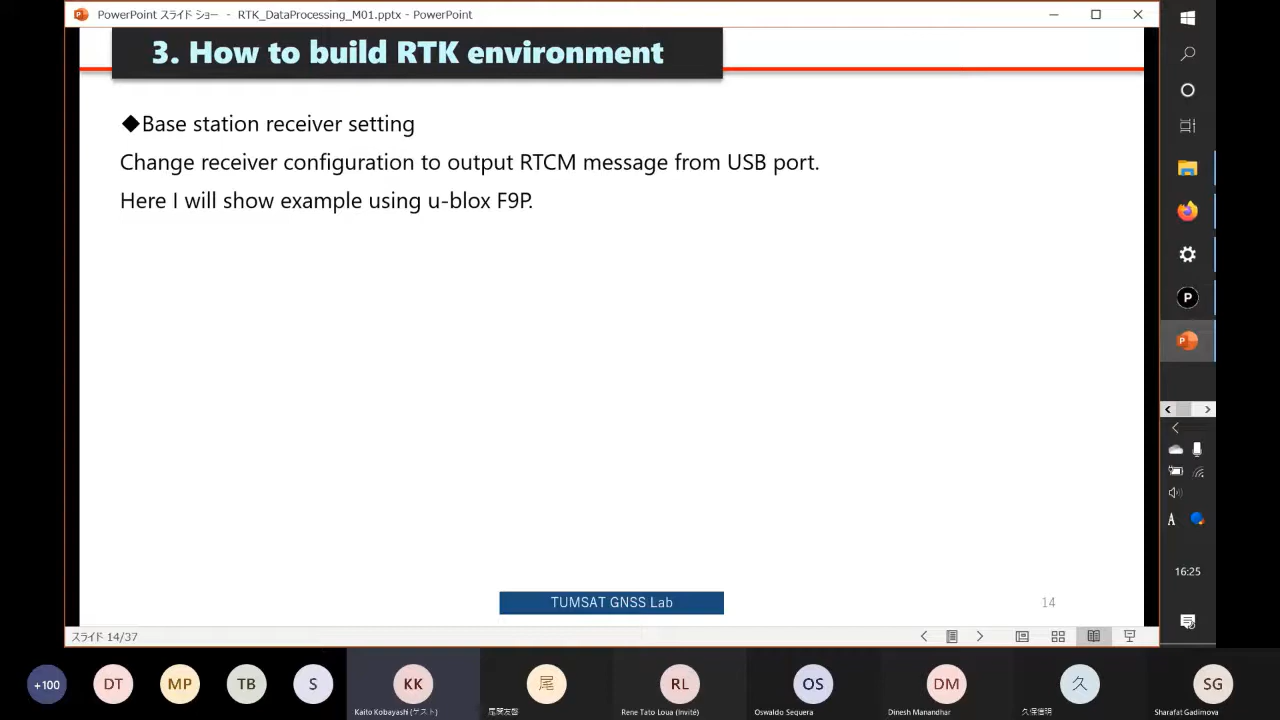 PowerPoint スライド ショー - RTK_DataProcessing_M01.pptx - PowerPoint
3. How to build RTK environment
◆Base station receiver setting
Change receiver configuration to output RTCM message from USB port.
Here I will show example using u-blox F9P.
TUMSAT GNSS Lab
14
スライド 14/37
P
P
A
16:25
+100
DT
MP
TB
S
KK
尾
RL
OS
DM
久
SG
Kaito Kobayashi (ゲスト)
Rene Tato Loua (Invité)
Oswaldo Sequera
Dinesh Manandhar
久保信明
Sharafat Gadimova